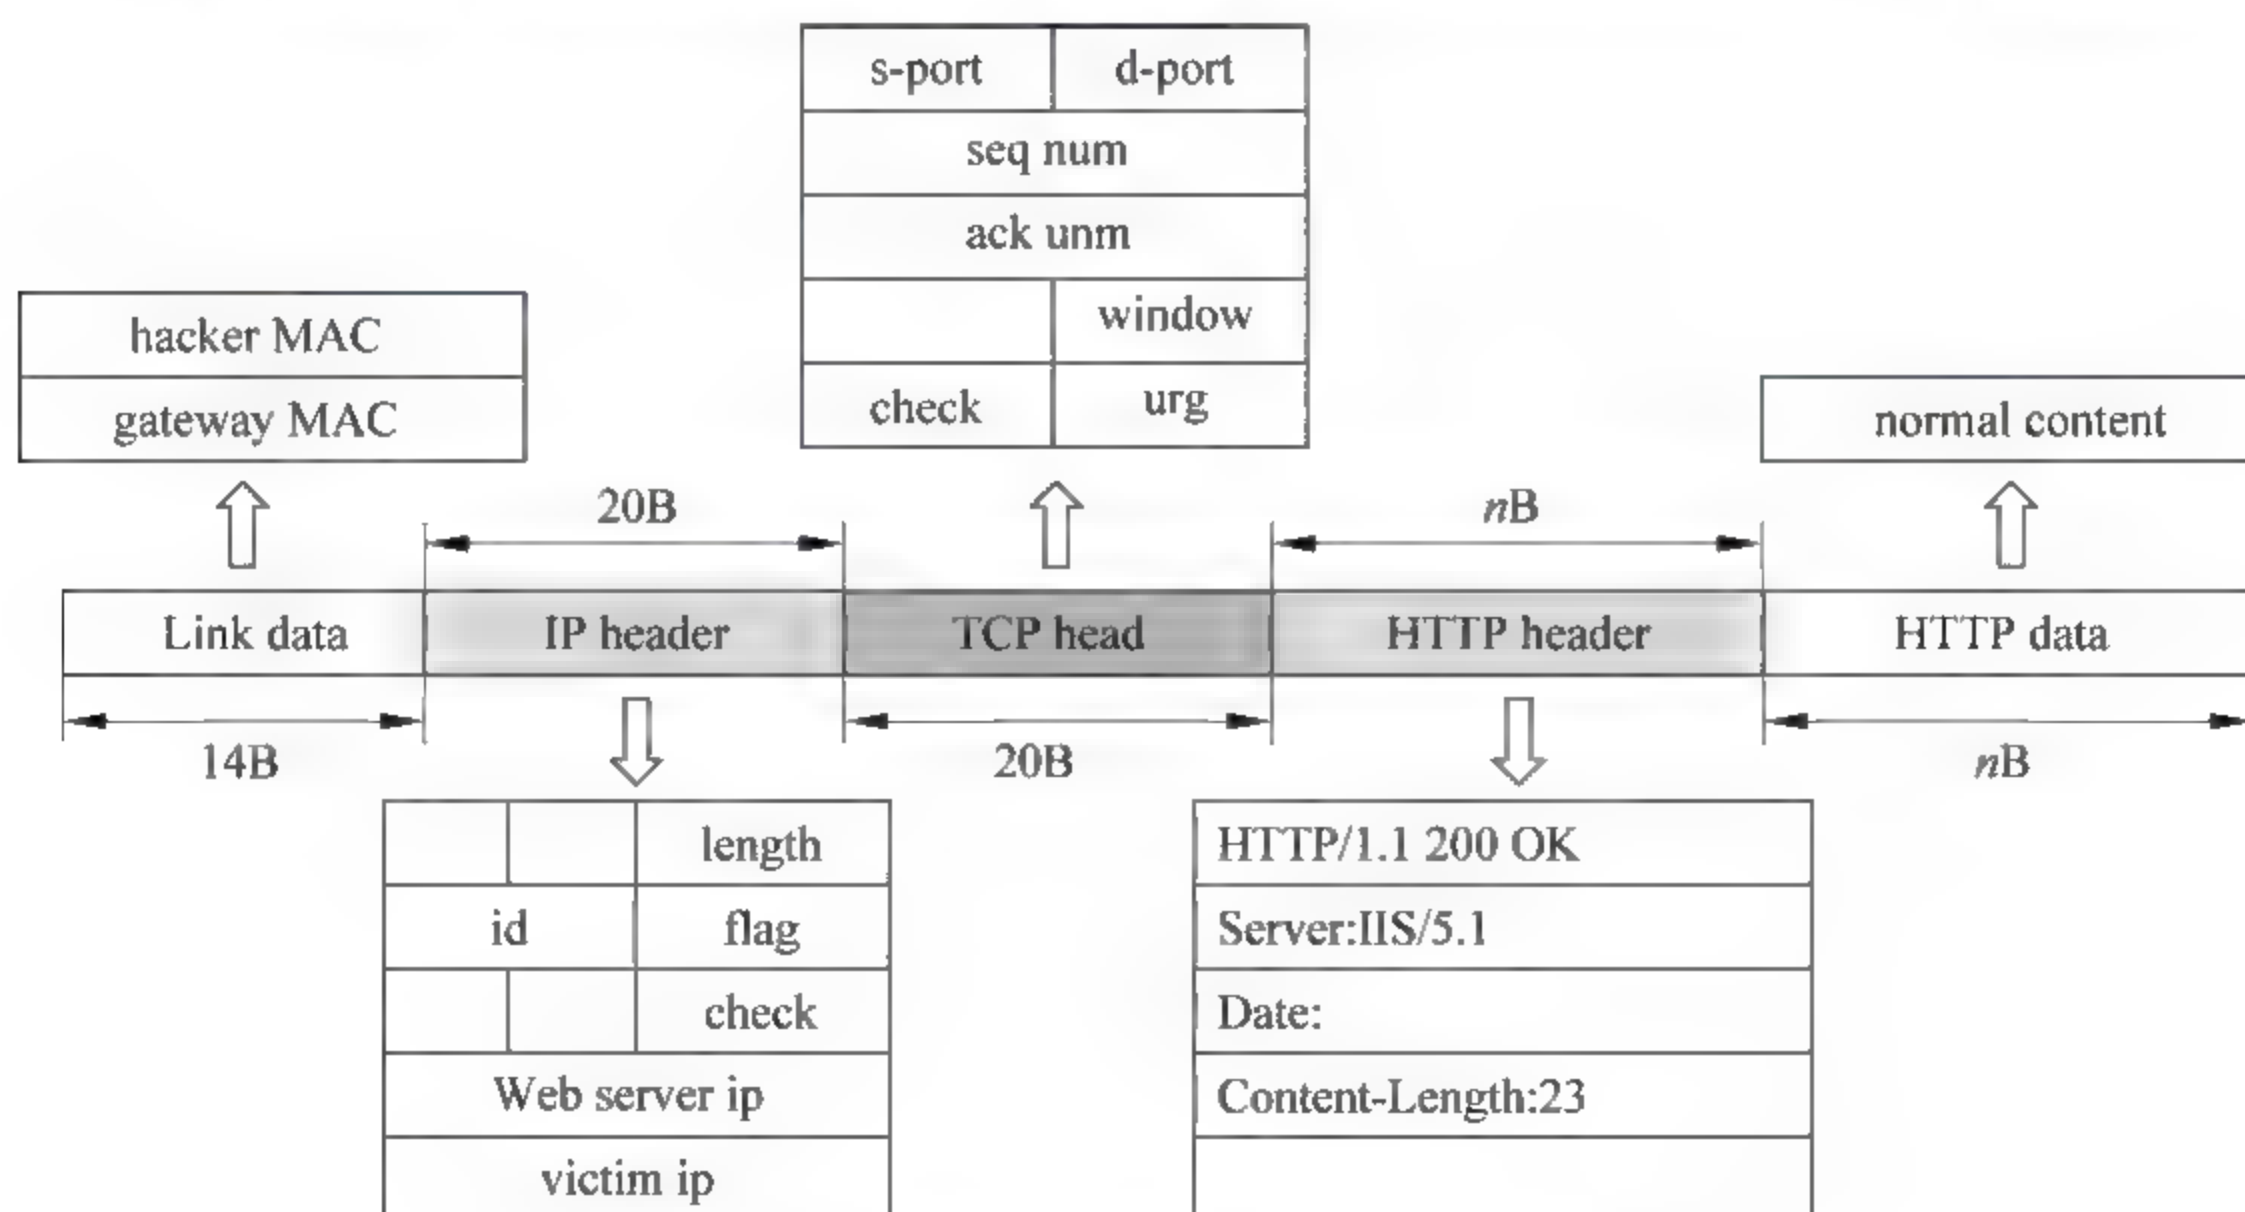 s-port d-port
seq num
ack unm
window
check urg
hacker MAC
gateway MAC
normal content
20B
nB
Link data IP header TCP head HTTP header HTTP data
14B
20B
nB
length
id flag
check
Web server ip
victim ip
HTTP/1.1 200 OK
Server:IIS/5.1
Date:
Content-Length:23